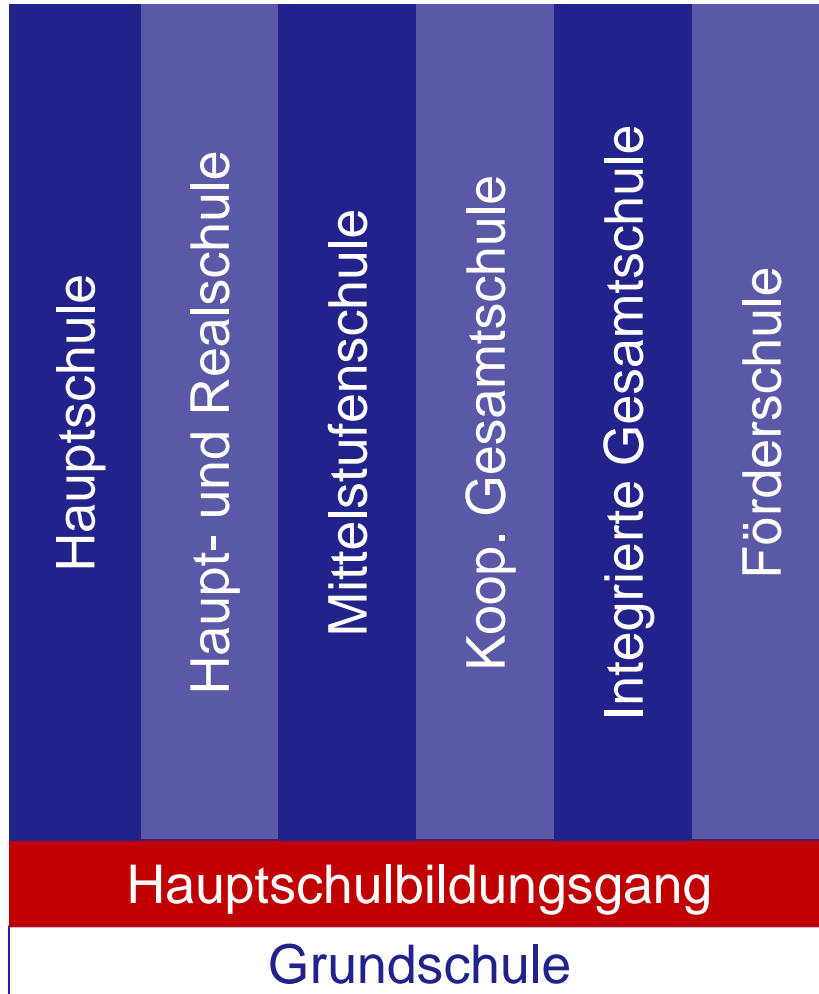 Hauptschule
Haupt- und Realschule
Mittelstufenschule
Koop. Gesamtschule
Integrierte Gesamtschule
Förderschule
Hauptschulbildungsgang
Grundschule